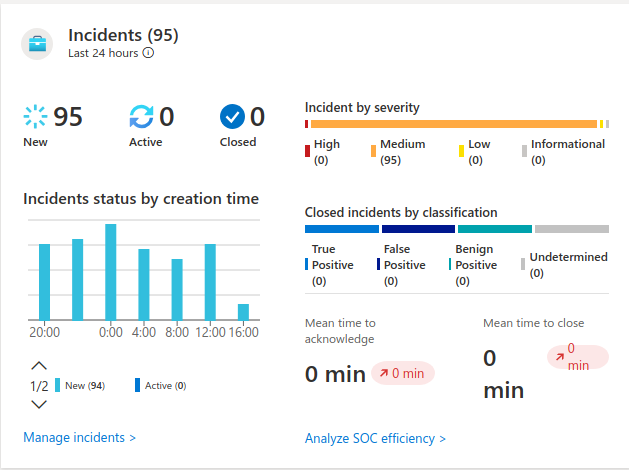 Incidents (95)
Last 24 hours
95
New
0
Active
0
Closed
Incident by severity
High
(0)
Medium
(95)
Low
(0)
Informational
(0)
Incidents status by creation time
20:00
0:00
4:00
8:00
12:00
16:00
1/2
New (94)
Active (0)
Manage incidents >
Closed incidents by classification
True
Positive
(0)
False
Positive
(0)
Benign
Positive
(0)
Undetermined
(0)
Mean time to
acknowledge
0 min
0 min
Mean time to close
0
min
0
min
Analyze SOC efficiency >